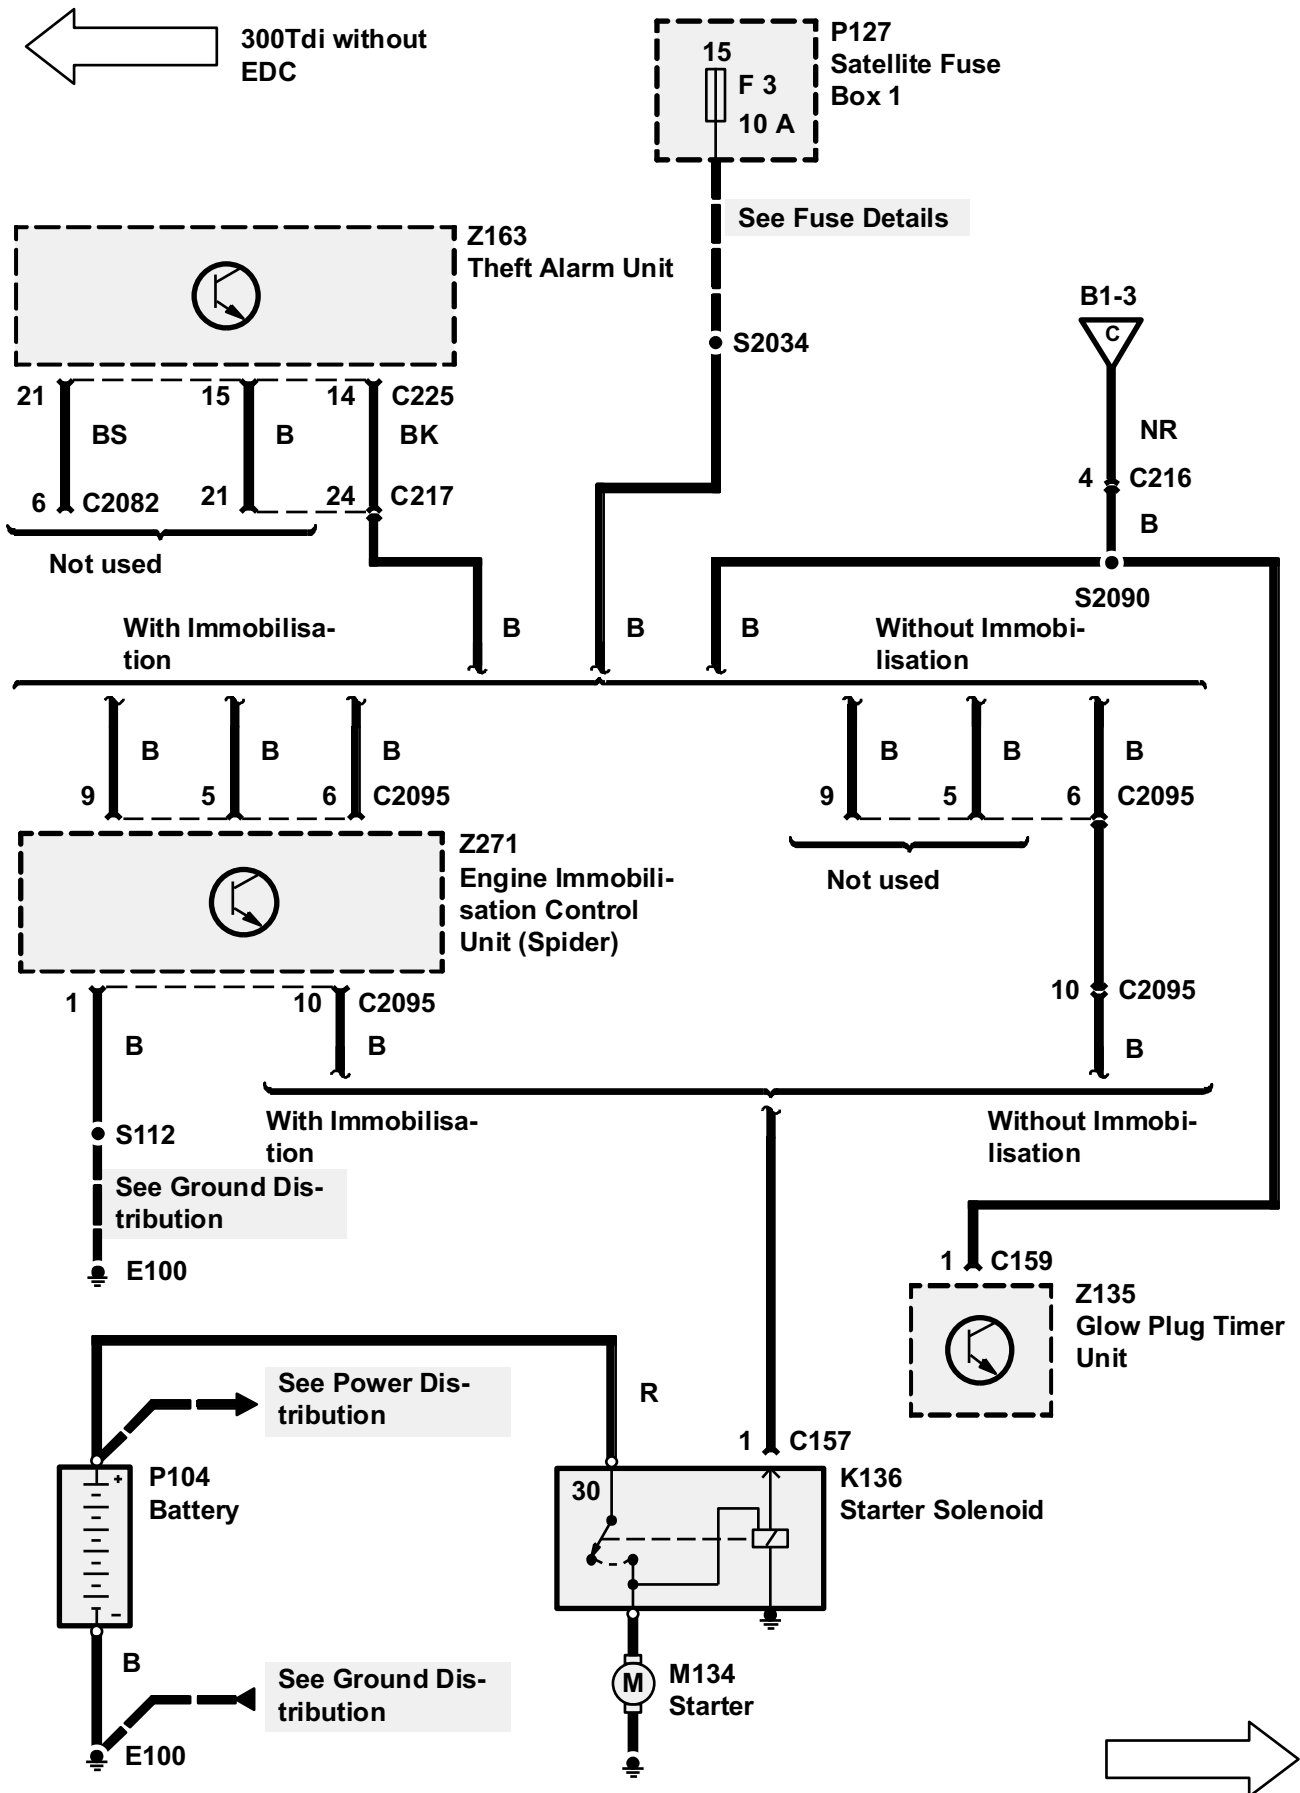 300Tdi without
EDC
15
F 3
10 A
P127
Satellite Fuse
Box 1
See Fuse Details
Z163
Theft Alarm Unit
B1-3
C
S2034
21
15
14
C225
BS
B
BK
NR
6
C2082
21
24
C217
4
C216
B
Not used
S2090
With Immobilisa-
tion
B
B
B
Without Immobi-
lisation
B
B
B
B
B
B
9
5
6
C2095
9
5
6
C2095
Z271
Engine Immobili-
sation Control
Unit (Spider)
Not used
1
10
C2095
10
C2095
B
B
B
With Immobilisa-
tion
Without Immobi-
lisation
S112
See Ground Dis-
tribution
E100
1
C159
Z135
Glow Plug Timer
Unit
See Power Dis-
tribution
R
1
C157
P104
Battery
+
–
30
K136
Starter Solenoid
B
See Ground Dis-
tribution
E100
M
M134
Starter